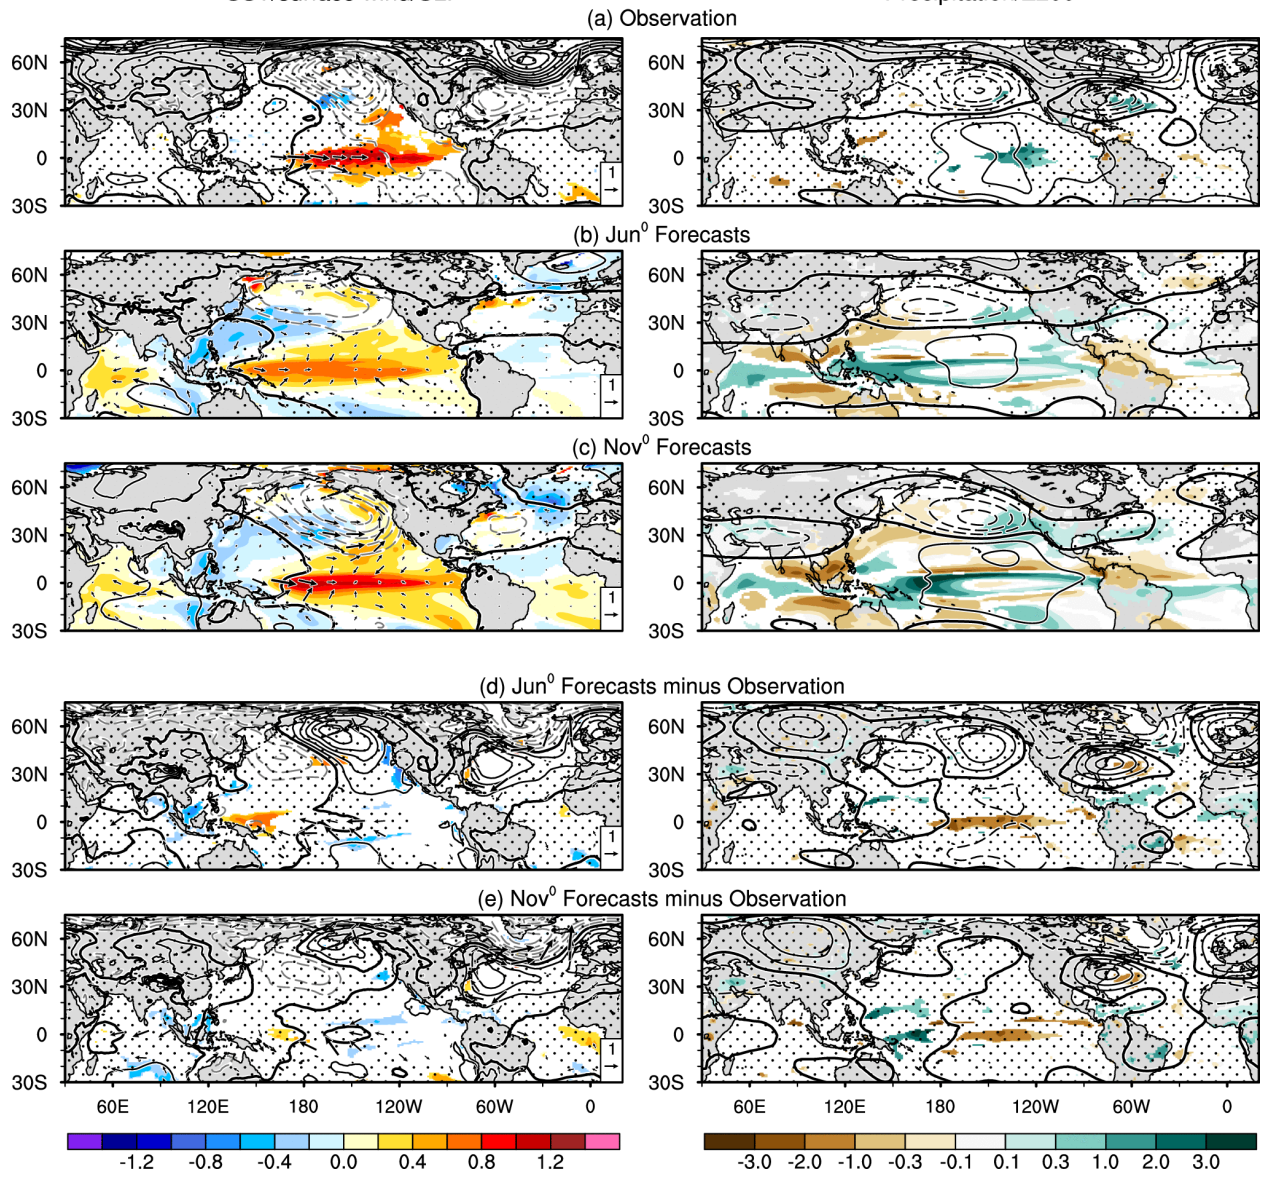 (a) Observation
60N
30N
0
30S
1
60N
30N
0
30S
(b) Jun⁰ Forecasts
60N
30N
0
30S
1
60N
30N
0
30S
(c) Nov⁰ Forecasts
60N
30N
0
30S
1
60N
30N
0
30S
(d) Jun⁰ Forecasts minus Observation
60N
30N
0
30S
1
60N
30N
0
30S
(e) Nov⁰ Forecasts minus Observation
60N
30N
0
30S
1
60N
30N
0
30S
60E 120E 180 120W 60W 0
60E 120E 180 120W 60W 0
-1.2 -0.8 -0.4 0.0 0.4 0.8 1.2
-3.0 -2.0 -1.0 -0.3 -0.1 0.1 0.3 1.0 2.0 3.0